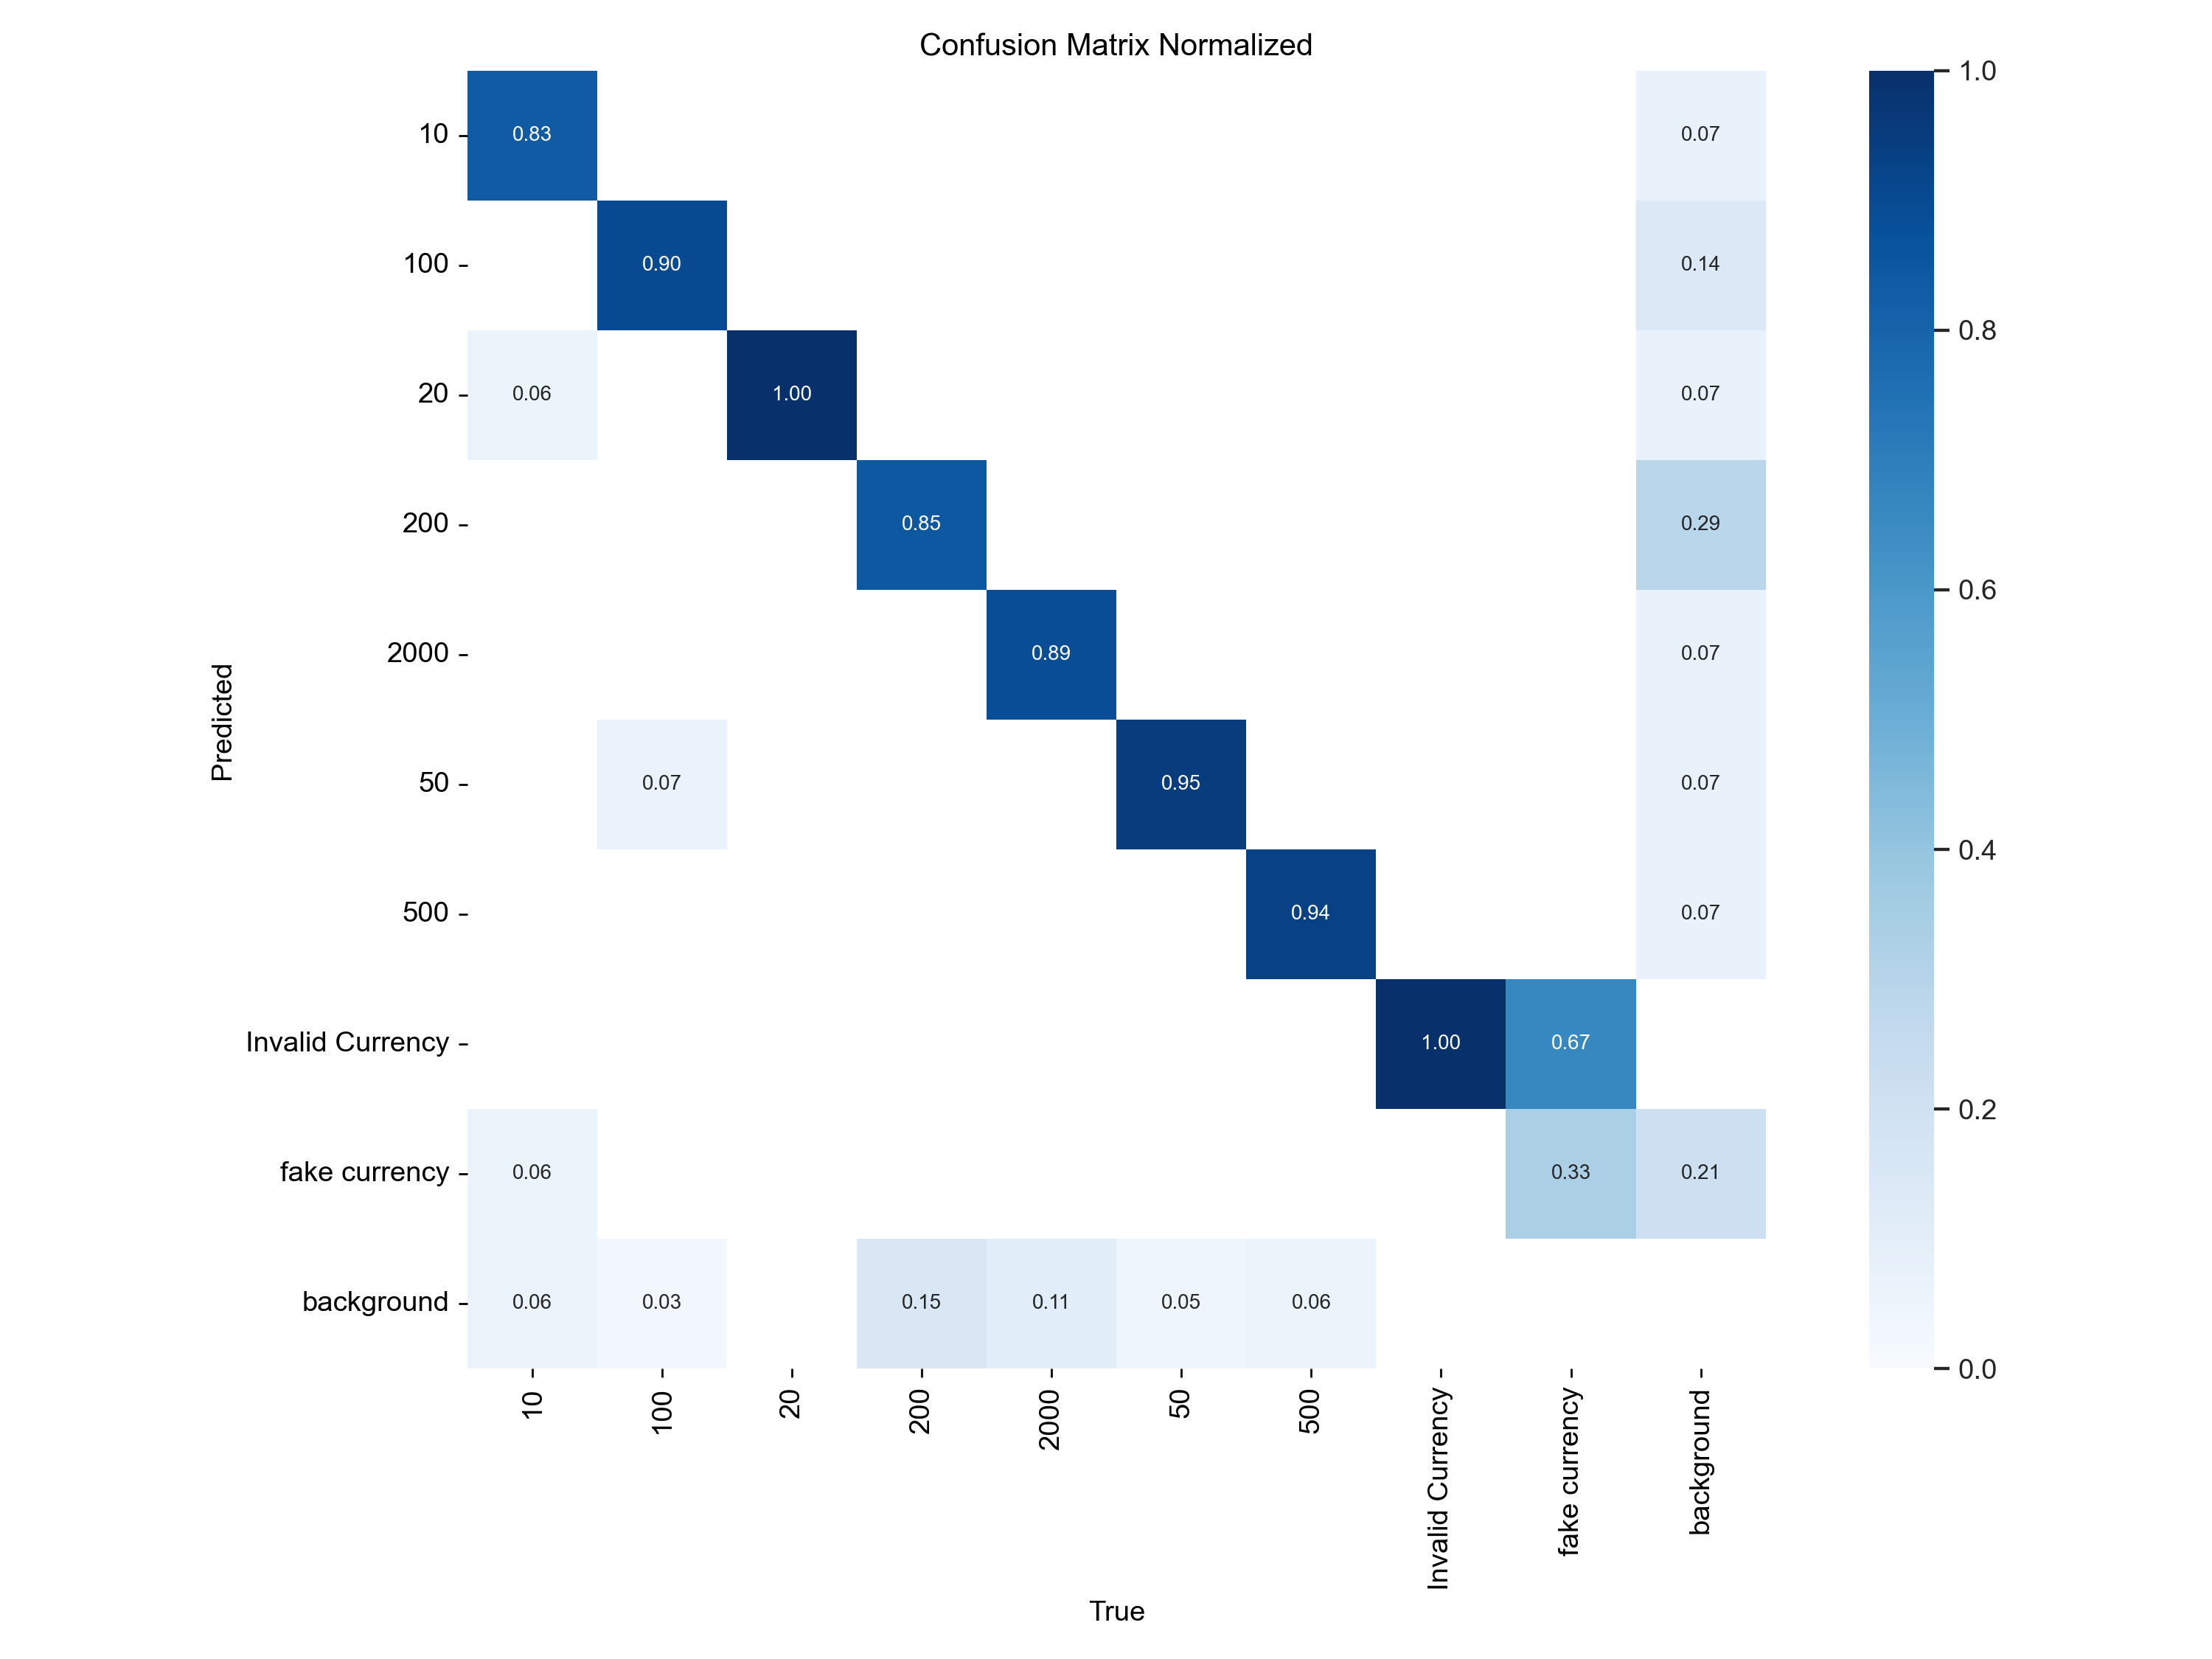 Confusion Matrix Normalized
10 0.83 0.07 1.0
100 0.90 0.14
0.8
20 0.06 1.00 0.07
200 0.85 0.29
0.6
2000 0.89 0.07
Predicted
50 0.07 0.95 0.07
0.4
500 0.94 0.07
Invalid Currency 1.00 0.67
0.2
fake currency 0.06 0.33 0.21
background 0.06 0.03 0.15 0.11 0.05 0.06
0.0
10 100 20 200 2000 50 500 Invalid Currency fake currency background
True